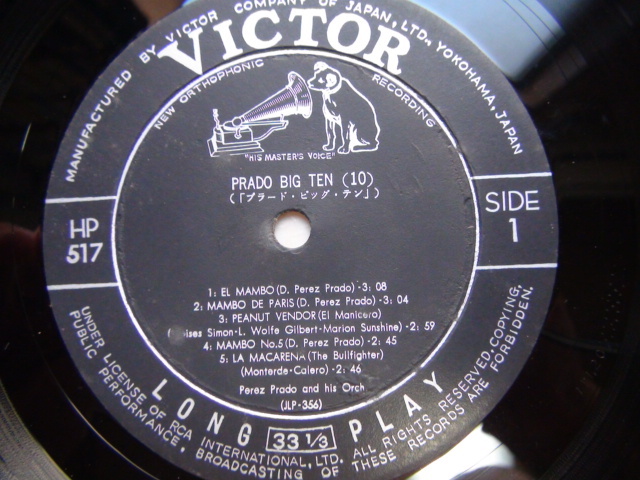 MANUFACTURED BY VICTOR COMPANY OF JAPAN, LTD., YOKOHAMA, JAPAN
VICTOR
NEW ORTHOPHONIC RECORDING
"HIS MASTER'S VOICE"
PRADO BIG TEN (10)
(「プラード・ビッグ・テン」)
HP
517
SIDE
1
1: EL MAMBO (D. Perez Prado) -3: 08
2: MAMBO DE PARIS (D. Perez Prado) -3: 04
3: PEANUT VENDOR (El Manicero)
Simon-L. Wolfe Gilbert-Marion Sunshine) -2: 59
4: MAMBO No.5 (D. Perez Prado) -2: 45
5: LA MACARENA (The Bullfighter)
(Monterde-Calero) -2: 46
Perez Prado and his Orch
(JLP-356)
LONG 33 1/3 PLAY
UNDER LICENSE OF RCA INTERNATIONAL, LTD. ALL RIGHTS RESERVED, COPYING,
PUBLIC PERFORMANCE, BROADCASTING OF THESE RECORDS ARE FORBIDDEN.